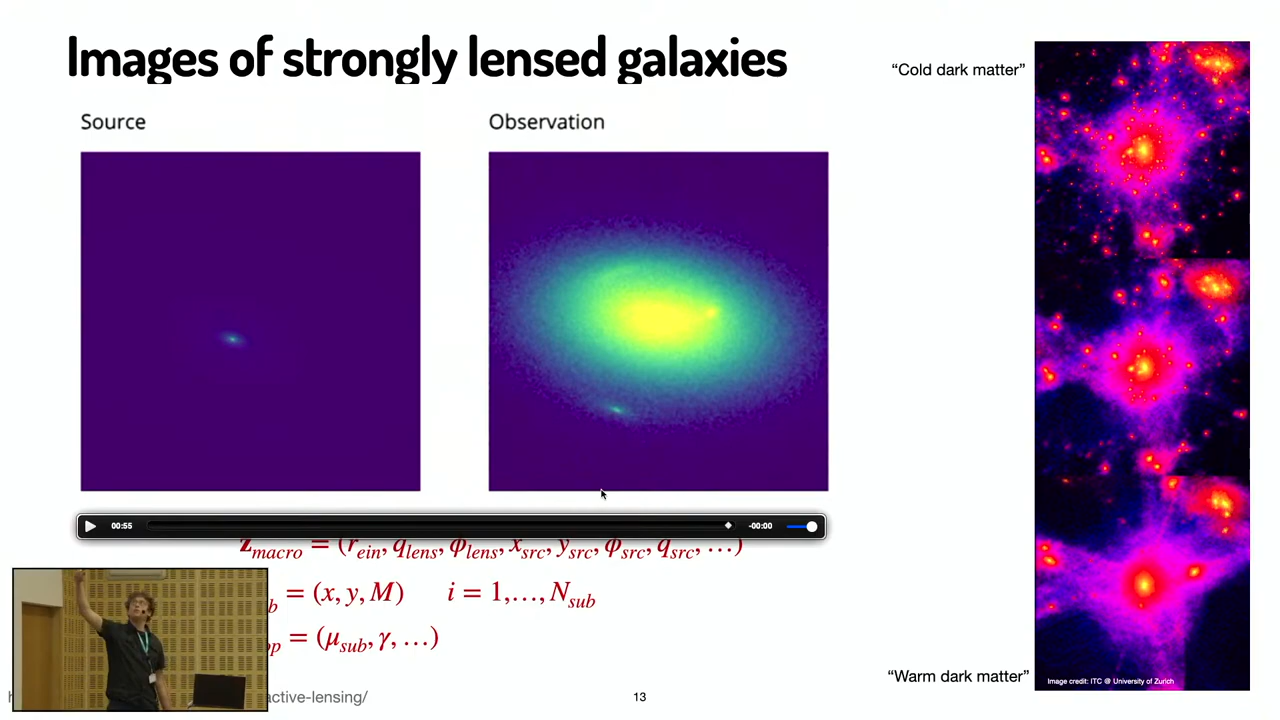 Images of strongly lensed galaxies
“Cold dark matter”
Source
Observation
00:55
-00:00
z_macro = (r_ein, q_lens, φ_lens, x_src, y_src, φ_src, q_src, …)
b = (x, y, M) i = 1,…,N_sub
op = (μ_sub, γ, …)
“Warm dark matter”
Image credit: ITC @ University of Zurich
active-lensing/
13